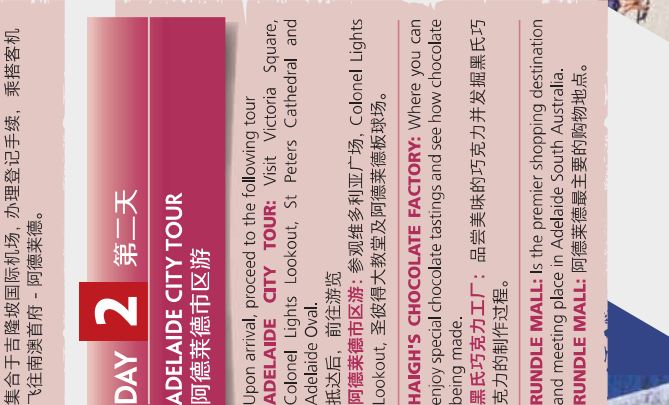 集合于吉隆坡国际机场，办理登记手续，乘搭客机
飞往南澳首府 - 阿德莱德。
DAY 2 第二天
ADELAIDE CITY TOUR
阿德莱德市区游
Upon arrival, proceed to the following tour
ADELAIDE CITY TOUR: Visit Victoria Square,
Colonel Lights Lookout, St Peters Cathedral and
Adelaide Oval.
抵达后，前往游览
阿德莱德市区游：参观维多利亚广场, Colonel Lights
Lookout, 圣彼得大教堂及阿德莱德板球场。
HAIGH'S CHOCOLATE FACTORY: Where you can
enjoy special chocolate tastings and see how chocolate
being made.
黑氏巧克力工厂：品尝美味的巧克力并发掘黑氏巧
克力的制作过程。
RUNDLE MALL: Is the premier shopping destination
and meeting place in Adelaide South Australia.
RUNDLE MALL: 阿德莱德最主要的购物地点。